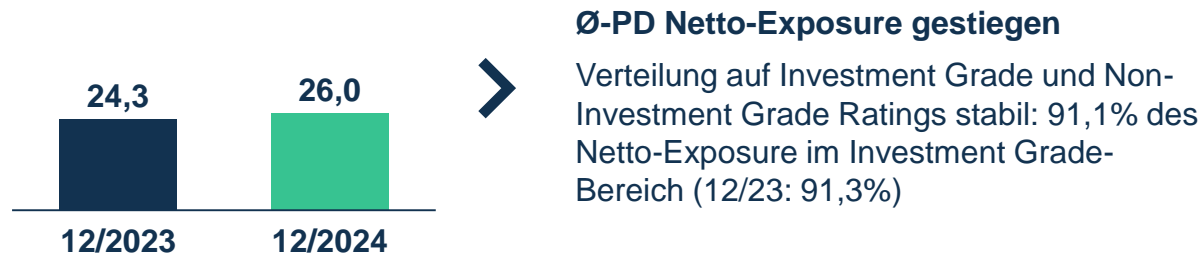 24,3
26,0
12/2023
12/2024
Ø-PD Netto-Exposure gestiegen
Verteilung auf Investment Grade und Non-
Investment Grade Ratings stabil: 91,1% des
Netto-Exposure im Investment Grade-
Bereich (12/23: 91,3%)